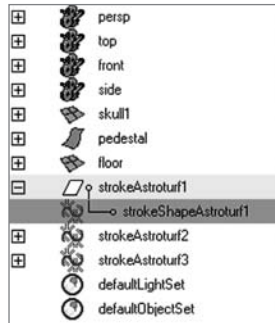 persp
top
front
side
skull1
pedestal
floor
strokeAstroturf1
strokeShapeAstroturf1
strokeAstroturf2
strokeAstroturf3
defaultLightSet
defaultObjectSet